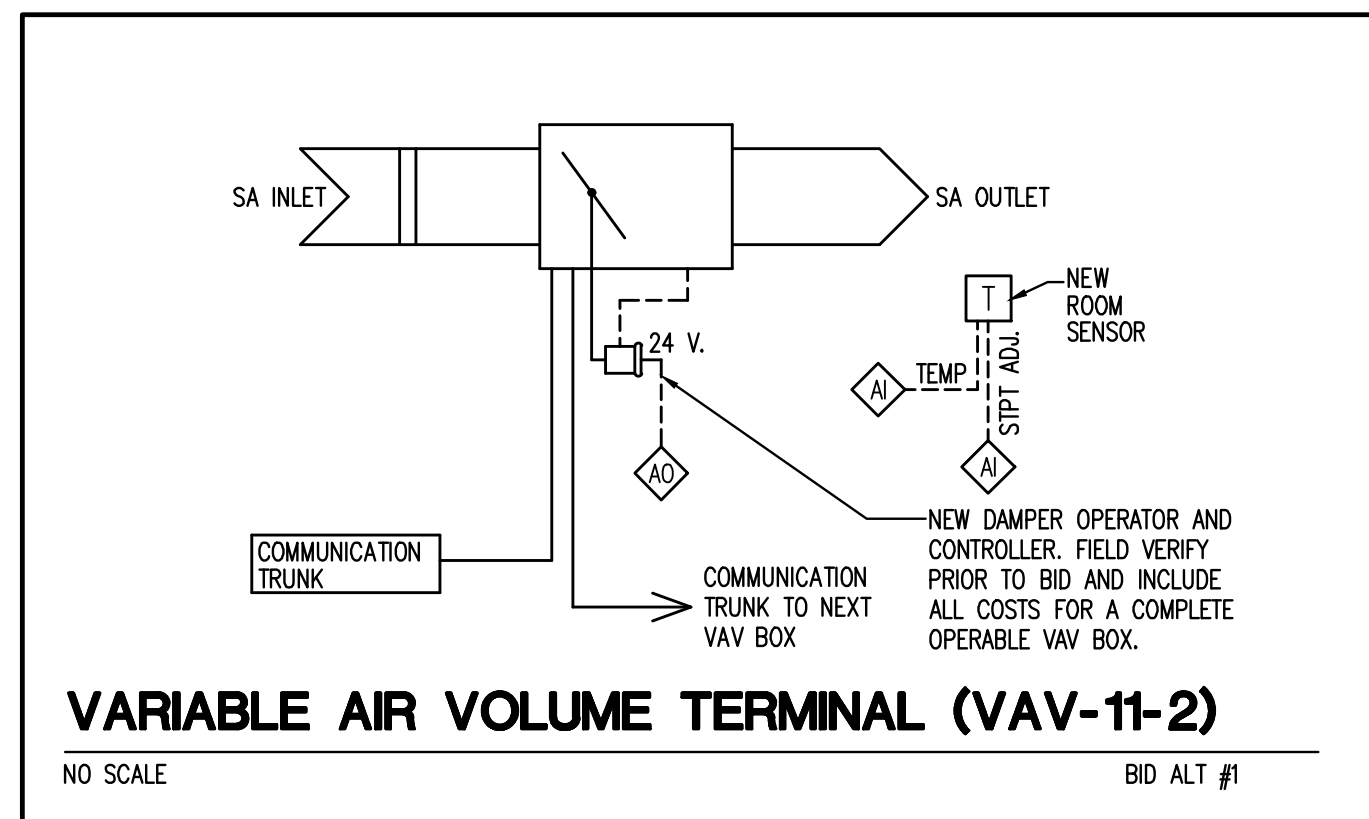 SA INLET
SA OUTLET
T
NEW
ROOM
SENSOR
24 V.
TEMP
STPT ADJ.
AI
AI
AO
NEW DAMPER OPERATOR AND
CONTROLLER. FIELD VERIFY
PRIOR TO BID AND INCLUDE
ALL COSTS FOR A COMPLETE
OPERABLE VAV BOX.
COMMUNICATION
TRUNK
COMMUNICATION
TRUNK TO NEXT
VAV BOX
VARIABLE AIR VOLUME TERMINAL (VAV-11-2)
NO SCALE
BID ALT #1